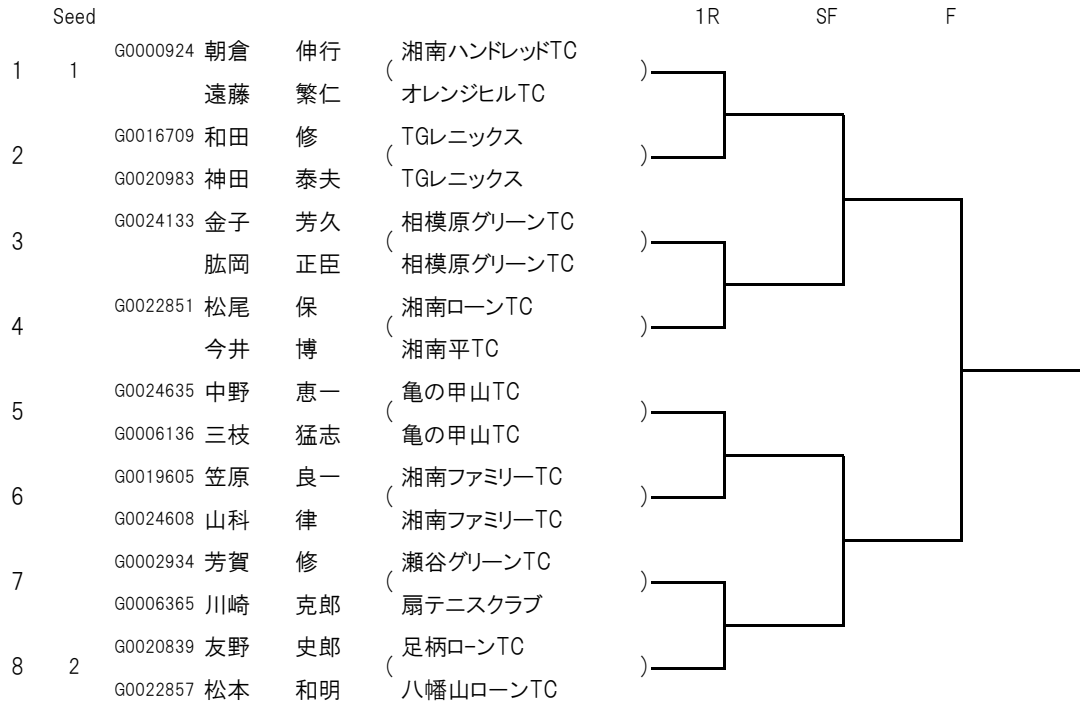 Seed 1R SF F
G0000924 朝倉 伸行 湘南ハンドレッドTC
1 1 ( )
遠藤 繁仁 オレンジヒルTC
G0016709 和田 修 TGレニックス
2 ( )
G0020983 神田 泰夫 TGレニックス
G0024133 金子 芳久 相模原グリーンTC
3 ( )
肱岡 正臣 相模原グリーンTC
G0022851 松尾 保 湘南ローンTC
4 ( )
今井 博 湘南平TC
G0024635 中野 恵一 亀の甲山TC
5 ( )
G0006136 三枝 猛志 亀の甲山TC
G0019605 笠原 良一 湘南ファミリーTC
6 ( )
G0024608 山科 律 湘南ファミリーTC
G0002934 芳賀 修 瀬谷グリーンTC
7 ( )
G0006365 川崎 克郎 扇テニスクラブ
G0020839 友野 史郎 足柄ローンTC
8 2 ( )
G0022857 松本 和明 八幡山ローンTC